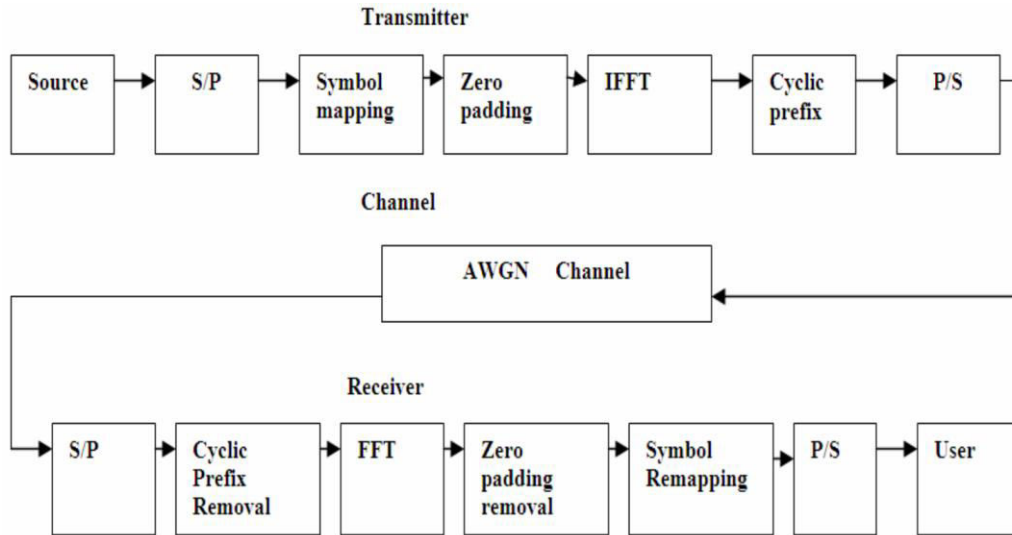 Transmitter
Source
S/P
Symbol
mapping
Zero
padding
IFFT
Cyclic
prefix
P/S
Channel
AWGN Channel
Receiver
S/P
Cyclic
Prefix
Removal
FFT
Zero
padding
removal
Symbol
Remapping
P/S
User